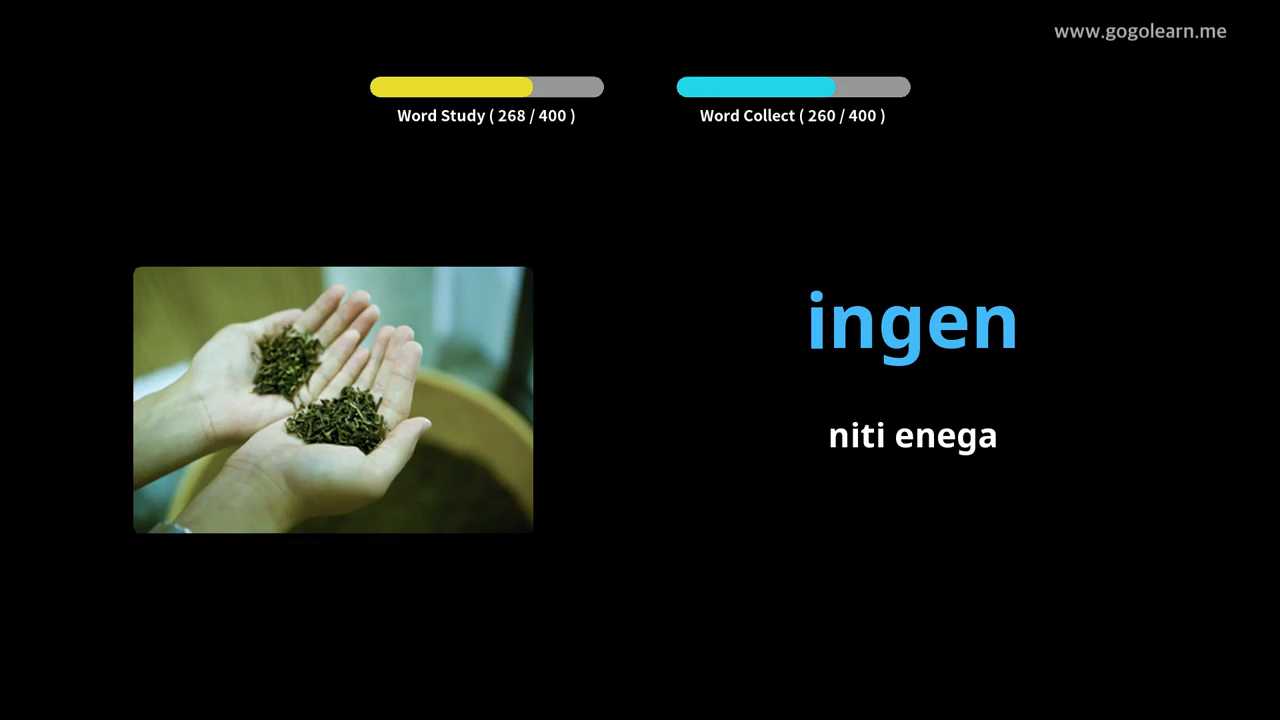 www.gogolearn.me
Word Study ( 268 / 400 )
Word Collect ( 260 / 400 )
ingen
niti enega